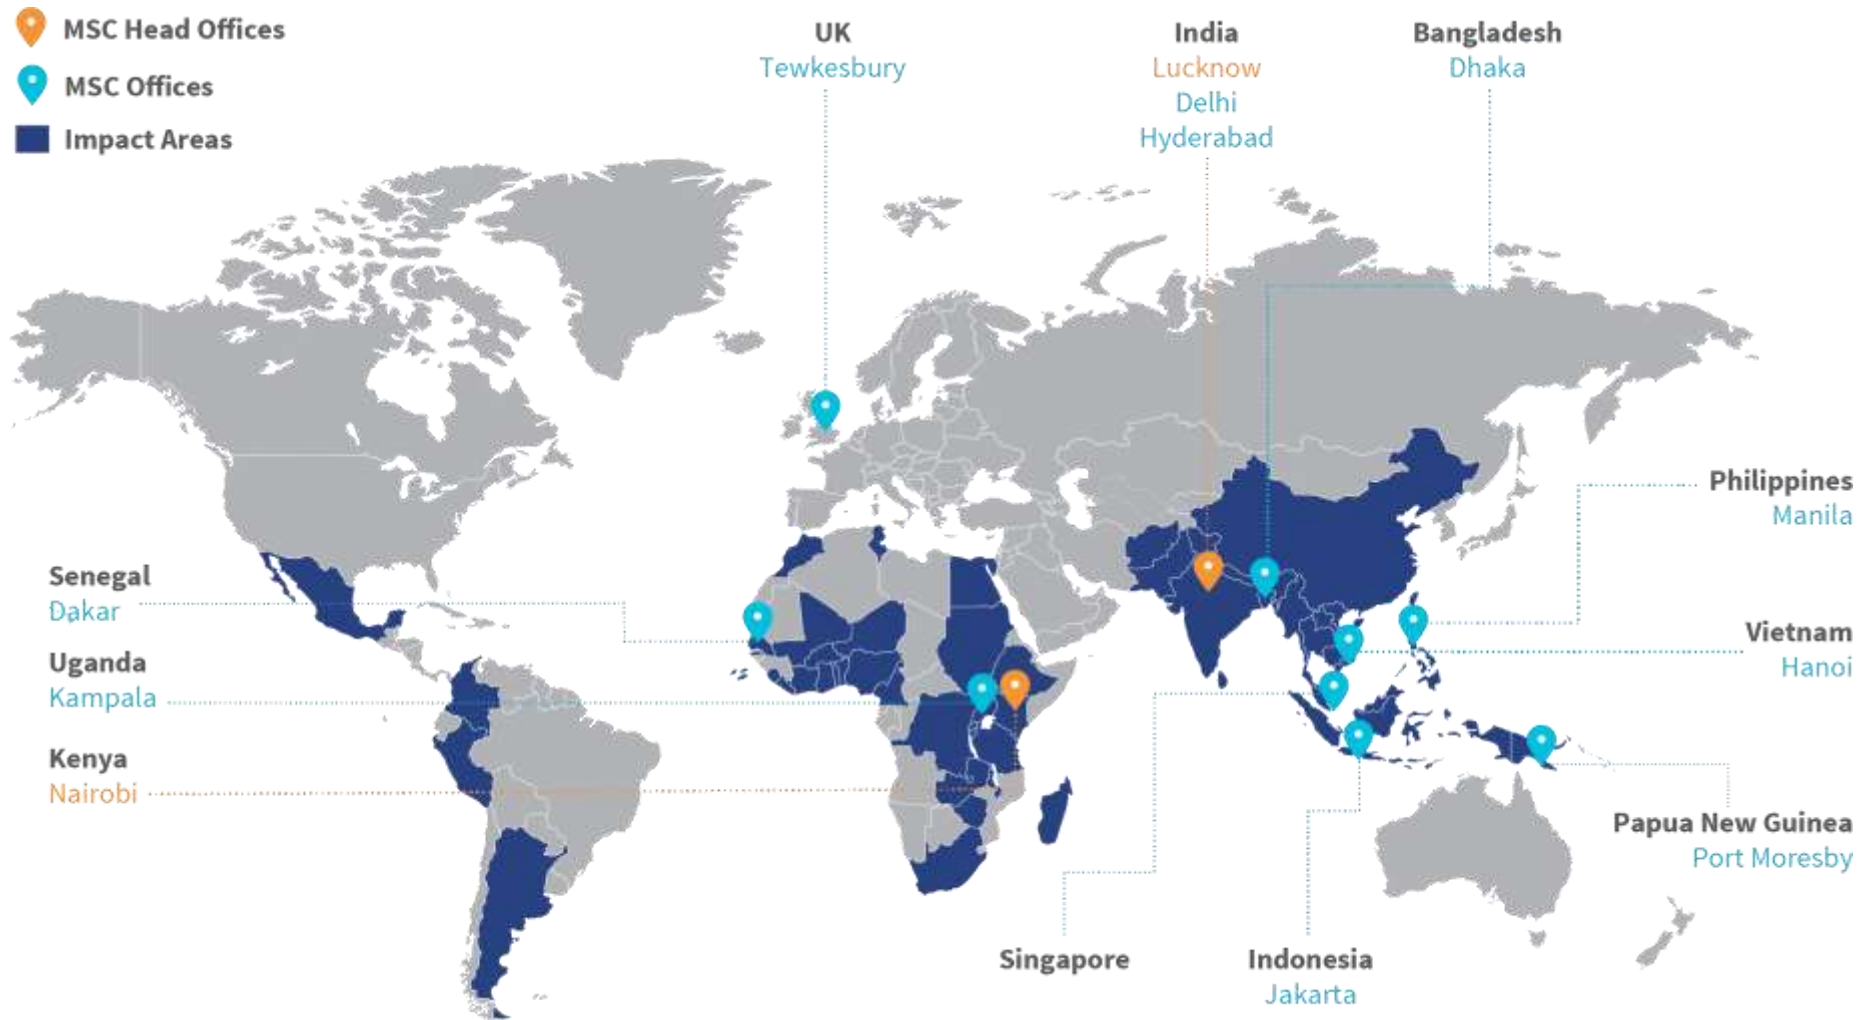 MSC Head Offices
MSC Offices
Impact Areas
UK
Tewkesbury
India
Lucknow
Delhi
Hyderabad
Bangladesh
Dhaka
Philippines
Manila
Senegal
Dakar
Vietnam
Hanoi
Uganda
Kampala
Kenya
Nairobi
Papua New Guinea
Port Moresby
Singapore
Indonesia
Jakarta